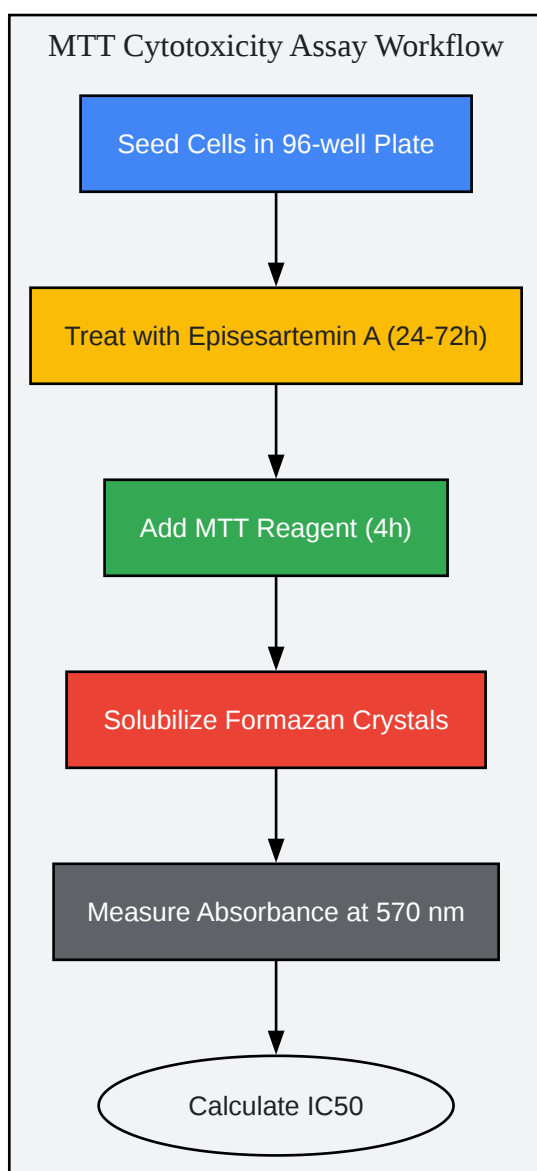 MTT Cytotoxicity Assay Workflow
Seed Cells in 96-well Plate
Treat with Episesartemin A (24-72h)
Add MTT Reagent (4h)
Solubilize Formazan Crystals
Measure Absorbance at 570 nm
Calculate IC50